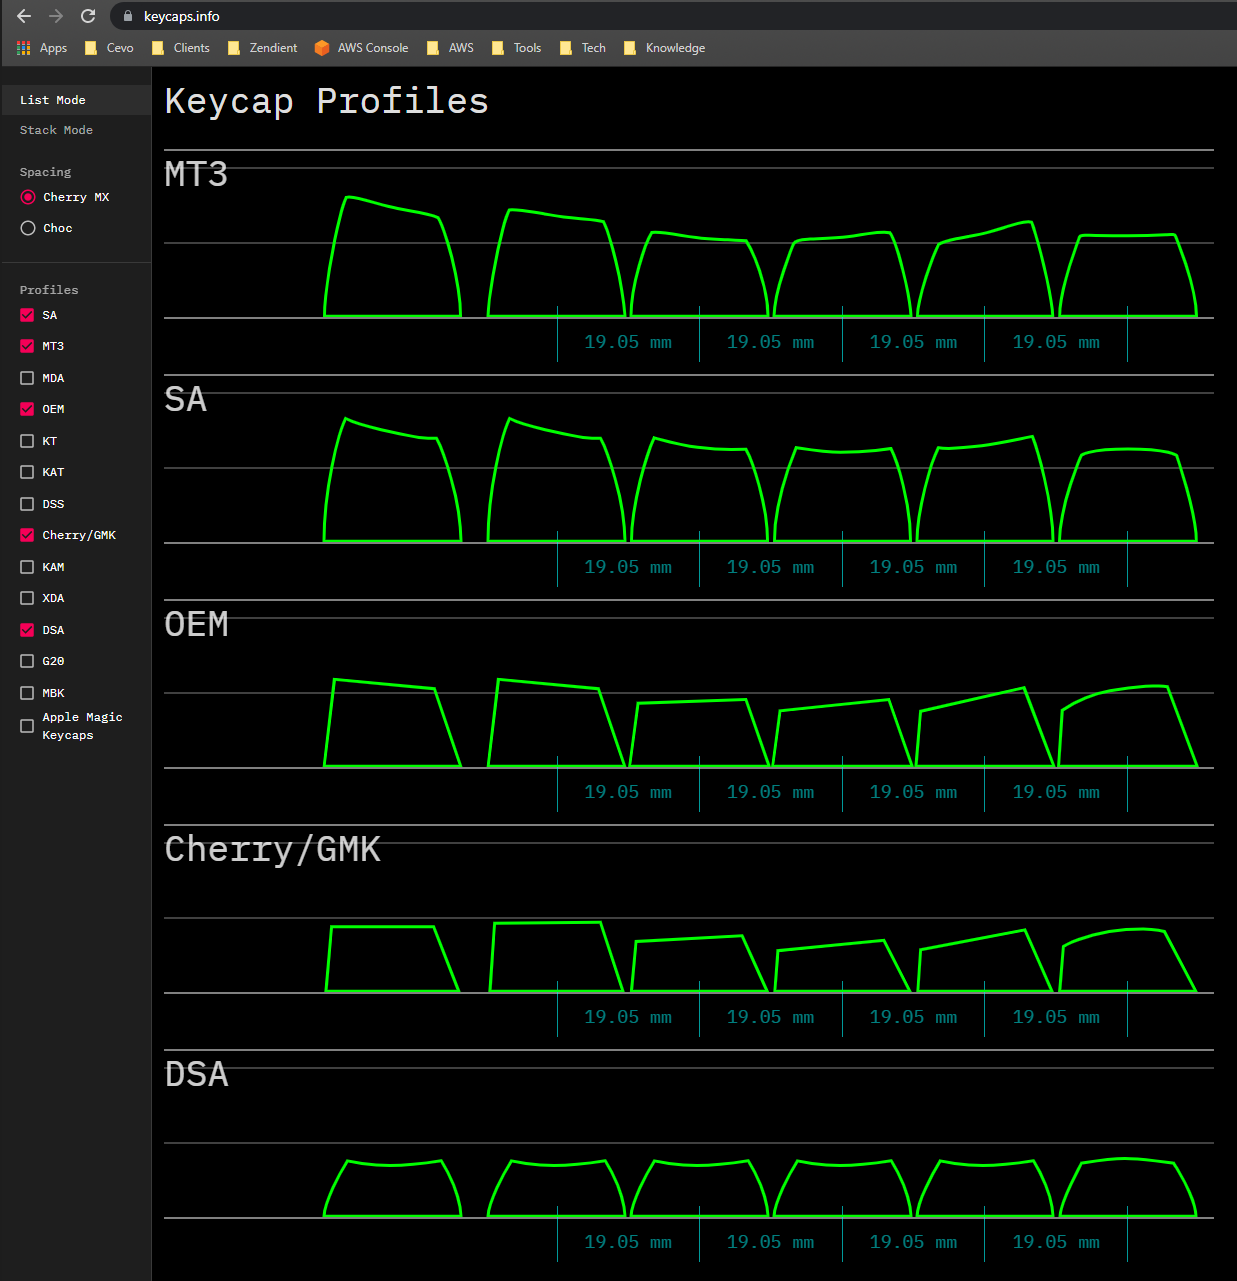 keycaps.info
Apps Cevo Clients Zendient AWS Console AWS Tools Tech Knowledge
List Mode
Stack Mode
Spacing
Cherry MX
Choc
Profiles
SA
MT3
MDA
OEM
KT
KAT
DSS
Cherry/GMK
KAM
XDA
DSA
G20
MBK
Apple Magic
Keycaps
Keycap Profiles
MT3
19.05 mm 19.05 mm 19.05 mm 19.05 mm
SA
19.05 mm 19.05 mm 19.05 mm 19.05 mm
OEM
19.05 mm 19.05 mm 19.05 mm 19.05 mm
Cherry/GMK
19.05 mm 19.05 mm 19.05 mm 19.05 mm
DSA
19.05 mm 19.05 mm 19.05 mm 19.05 mm